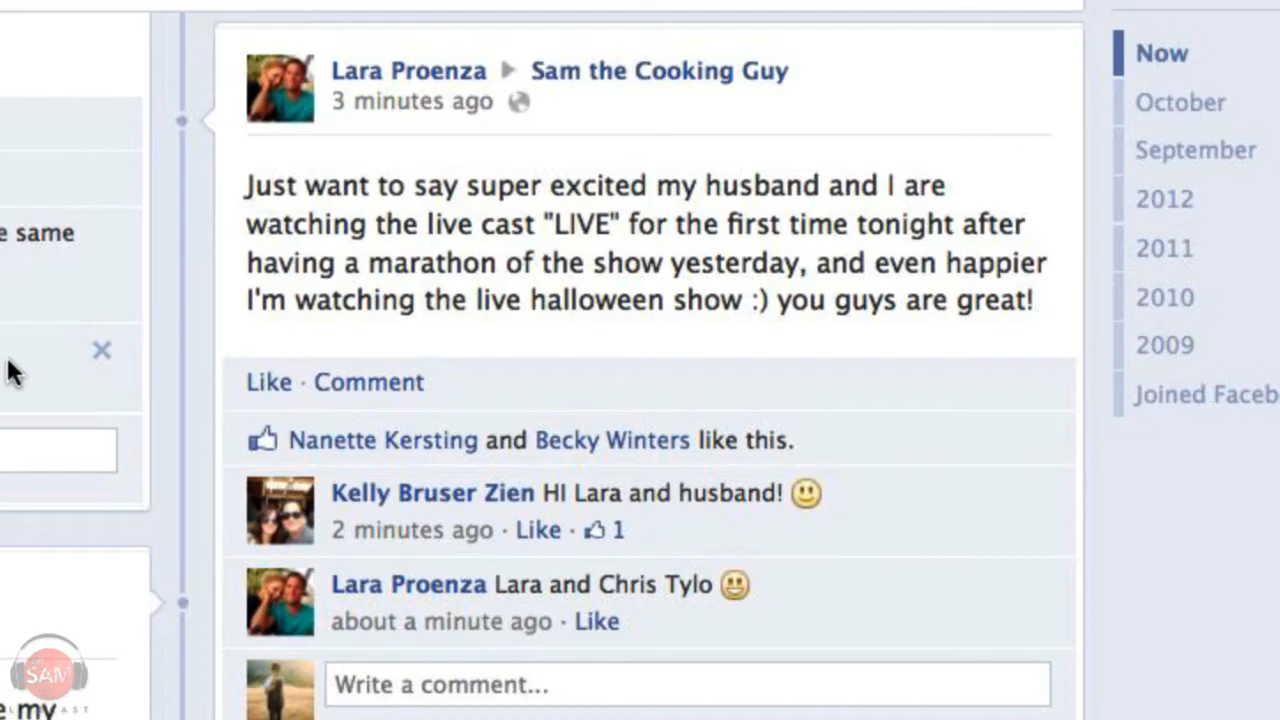 Lara Proenza ▶ Sam the Cooking Guy
3 minutes ago
Just want to say super excited my husband and I are
watching the live cast "LIVE" for the first time tonight after
having a marathon of the show yesterday, and even happier
I'm watching the live halloween show :) you guys are great!
Like · Comment
Nanette Kersting and Becky Winters like this.
Kelly Bruser Zien HI Lara and husband!
2 minutes ago · Like · 1
Lara Proenza Lara and Chris Tylo
about a minute ago · Like
Write a comment...
e same
e my
SAM
Now
October
September
2012
2011
2010
2009
Joined Faceb